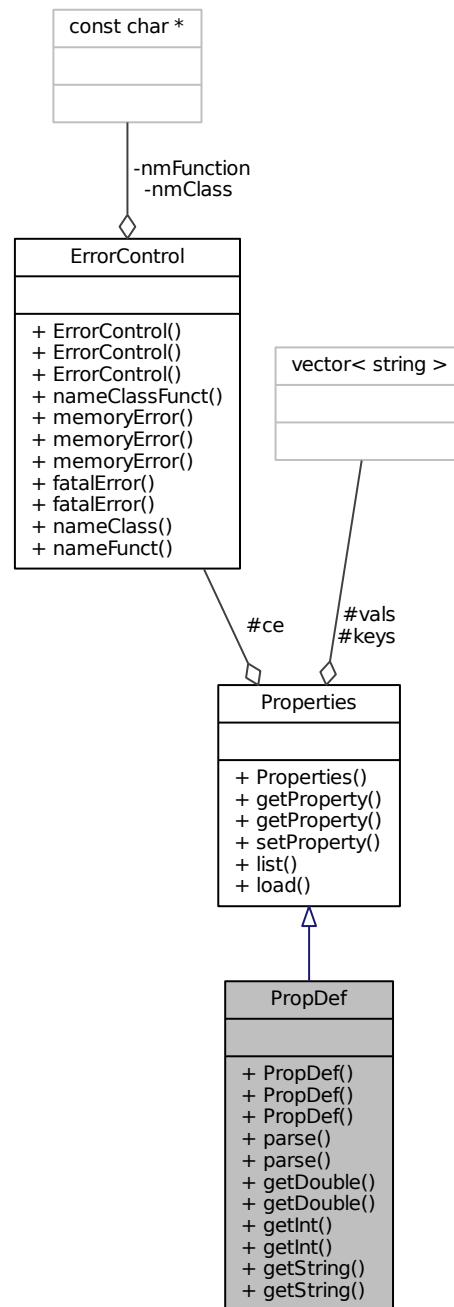 const char *
-nmFunction
-nmClass
ErrorControl
+ ErrorControl()
+ ErrorControl()
+ ErrorControl()
+ nameClassFunct()
+ memoryError()
+ memoryError()
+ memoryError()
+ fatalError()
+ fatalError()
+ nameClass()
+ nameFunct()
vector< string >
#ce
#vals
#keys
Properties
+ Properties()
+ getProperty()
+ getProperty()
+ setProperty()
+ list()
+ load()
PropDef
+ PropDef()
+ PropDef()
+ PropDef()
+ parse()
+ parse()
+ getDouble()
+ getDouble()
+ getInt()
+ getInt()
+ getString()
+ getString()